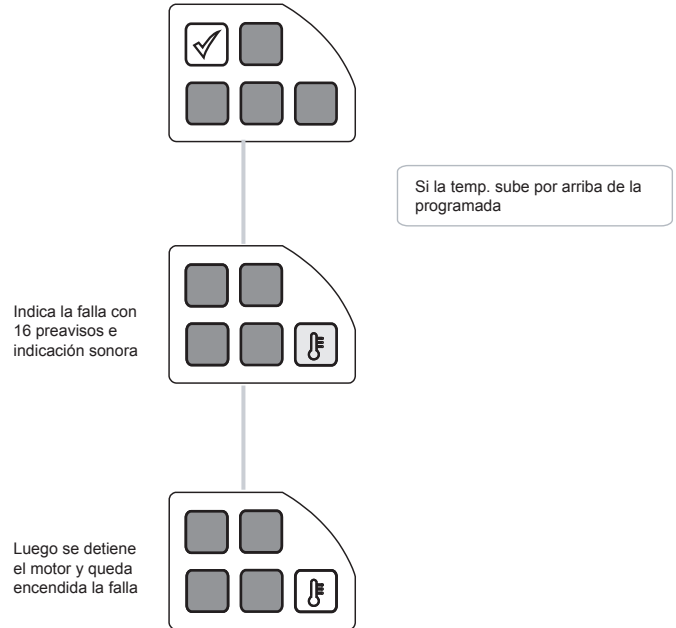 Si la temp. sube por arriba de la
programada
Indica la falla con
16 preavisos e
indicación sonora
Luego se detiene
el motor y queda
encendida la falla